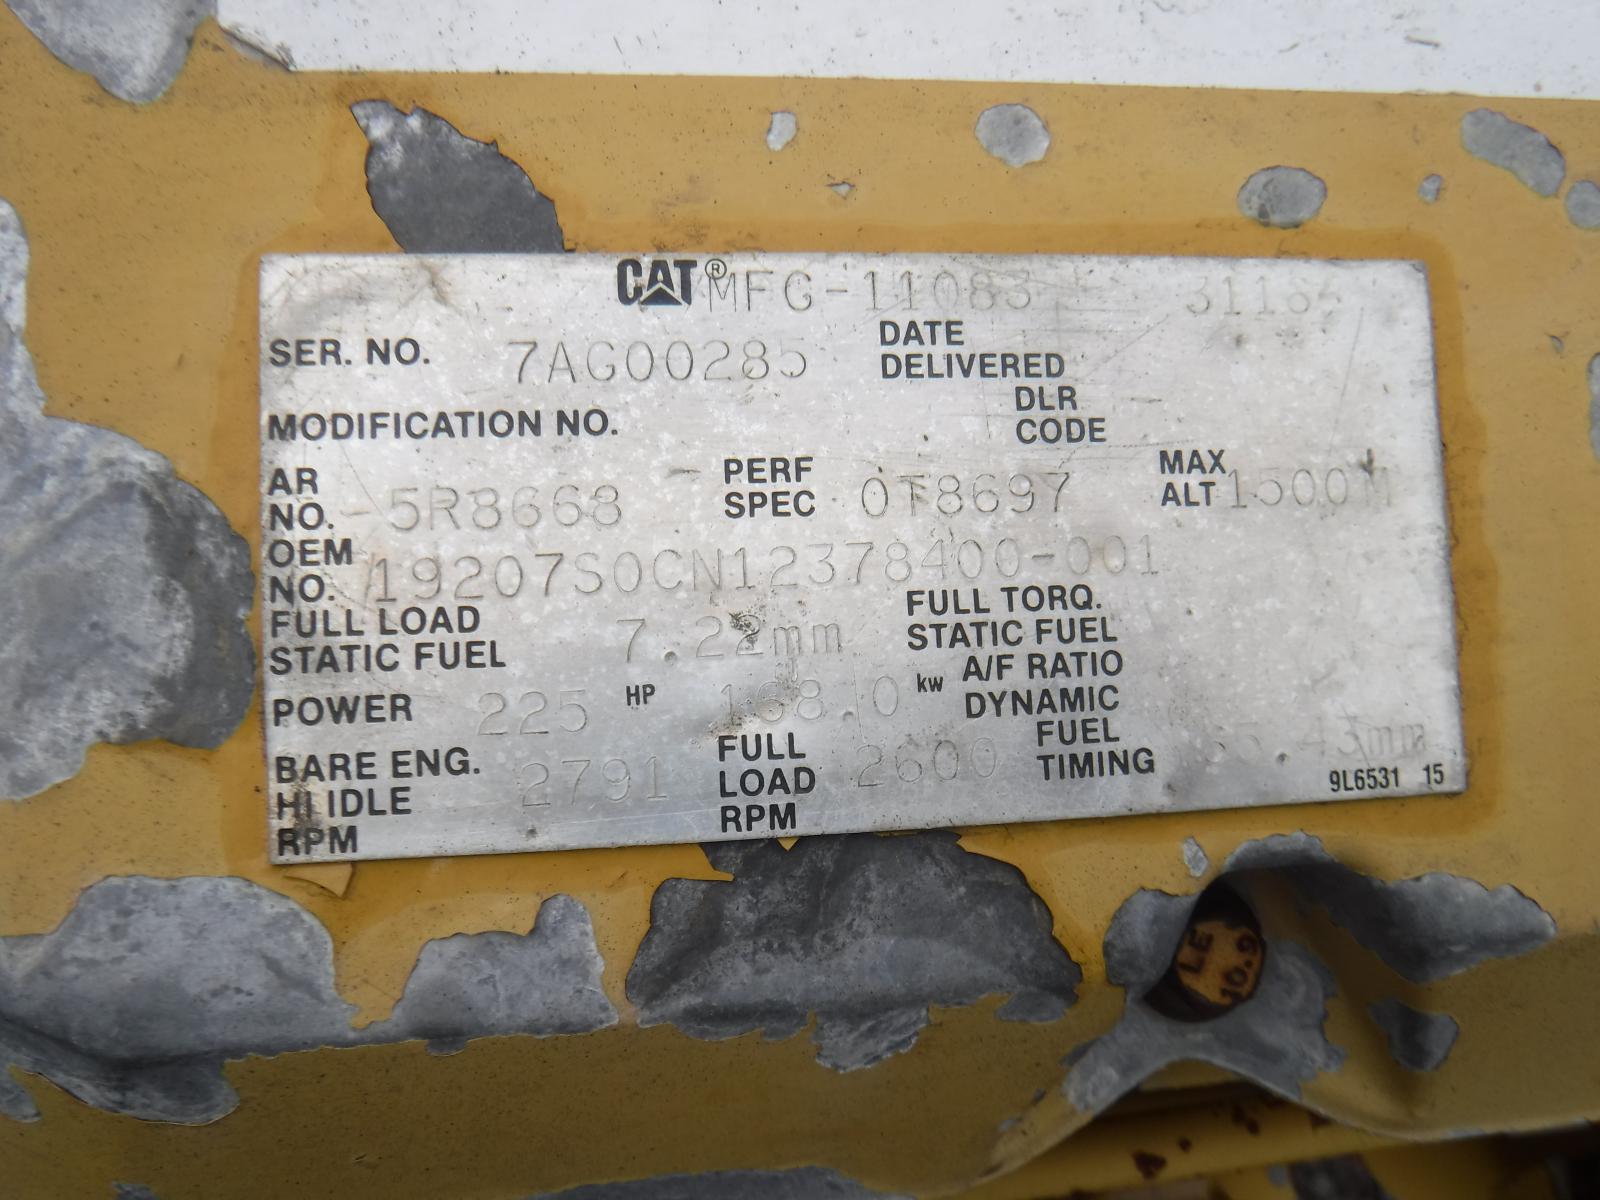 CAT® MFG-11083
SER. NO. 7AG00285 DATE DELIVERED
MODIFICATION NO. DLR CODE
AR NO. 5R8668 PERF SPEC 0T8697 MAX ALT 1500M
OEM NO. 19207S0CN12378400-001
FULL LOAD STATIC FUEL 7.22mm FULL TORQ. STATIC FUEL
POWER 225 HP 168.0 kw A/F RATIO DYNAMIC
BARE ENG. HI IDLE RPM 2791 FULL LOAD RPM 2600 FUEL TIMING
9L6531 15
LE
10.9